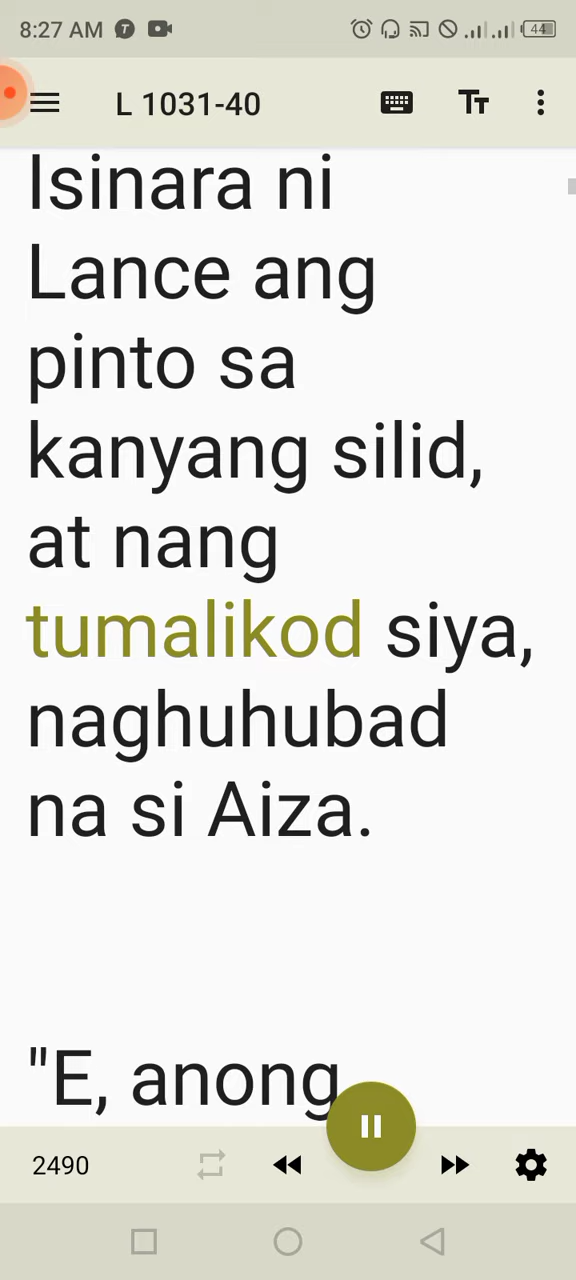 8:27 AM
44
L 1031-40
Isinara ni
Lance ang
pinto sa
kanyang silid,
at nang
tumalikod siya,
naghuhubad
na si Aiza.
"E, anong
2490